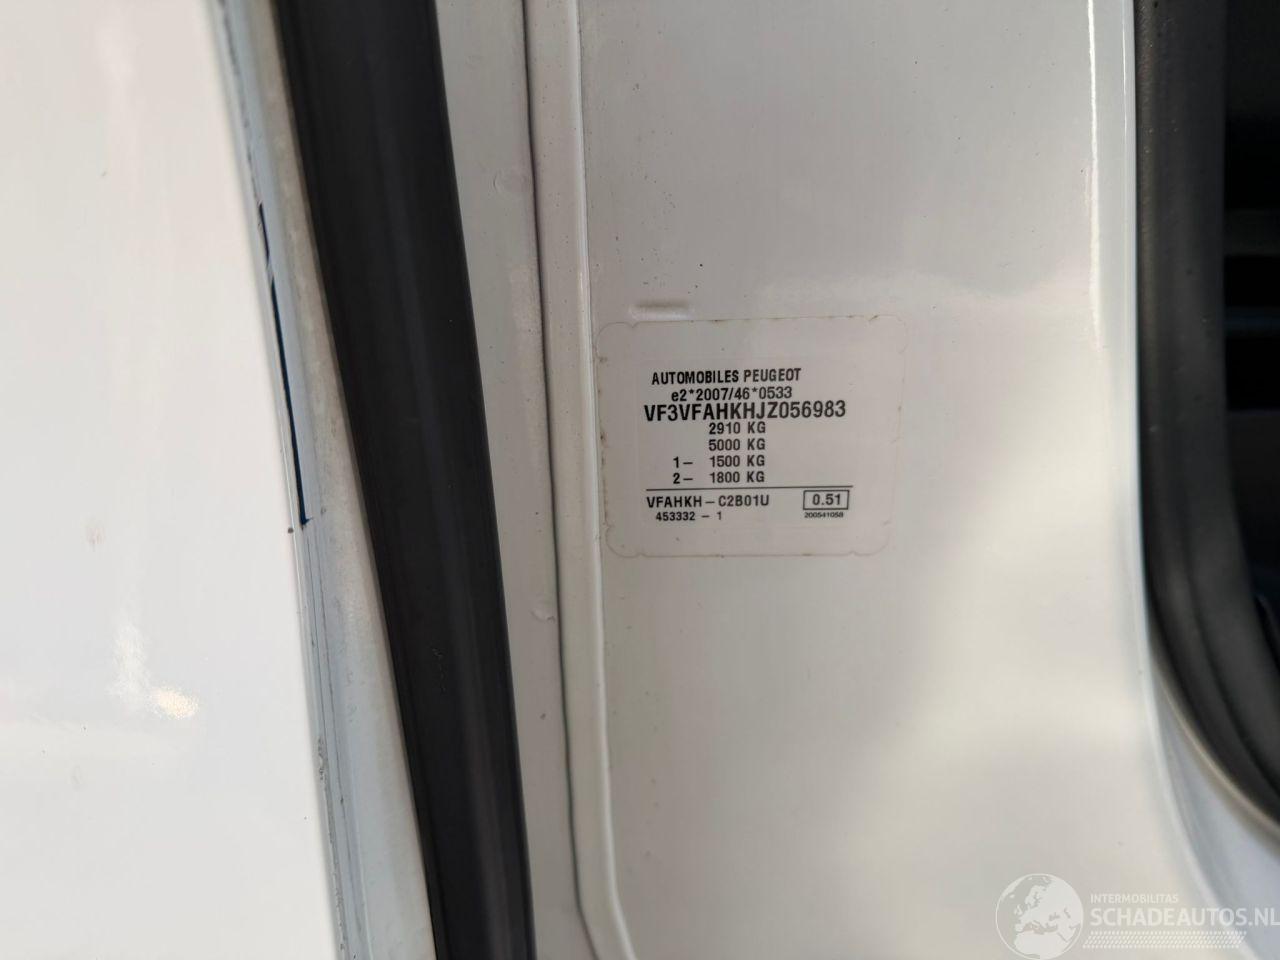 AUTOMOBILES PEUGEOT
e2*2007/46*0533
VF3VFAHKHJZ056983
2910 KG
5000 KG
1- 1500 KG
2- 1800 KG
VFAHKH-C2B01U 0.51
453332-1 200541058
INTERMOBILITAS
SCHADEAUTOS.NL